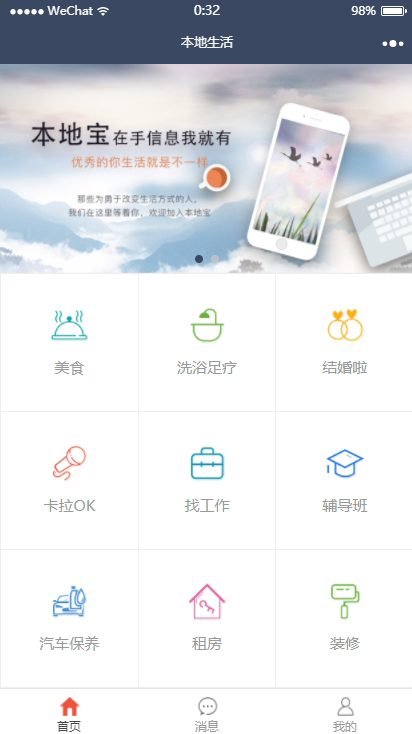 WeChat
0:32
98%
本地生活
本地宝在手信息我就有
优秀的你生活就是不一样
那些为勇于改变生活方式的人，
我们在这里等着你，欢迎加入本地宝
美食
洗浴足疗
结婚啦
卡拉OK
找工作
辅导班
汽车保养
租房
装修
首页
消息
我的